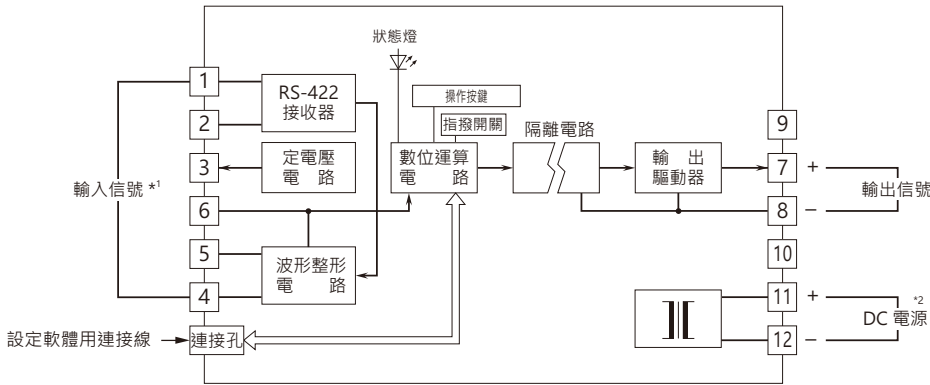 狀態燈
操作按鍵
指撥開關
1
2
3
6
5
4
RS-422
接收器
定電壓
電 路
波形整形
電 路
數位運算
電 路
隔離電路
輸 出
驅動器
9
7 +
8 −
10
11 +
12 −
輸入信號 *1
輸出信號
*2
DC 電源
設定軟體用連接線
連接孔